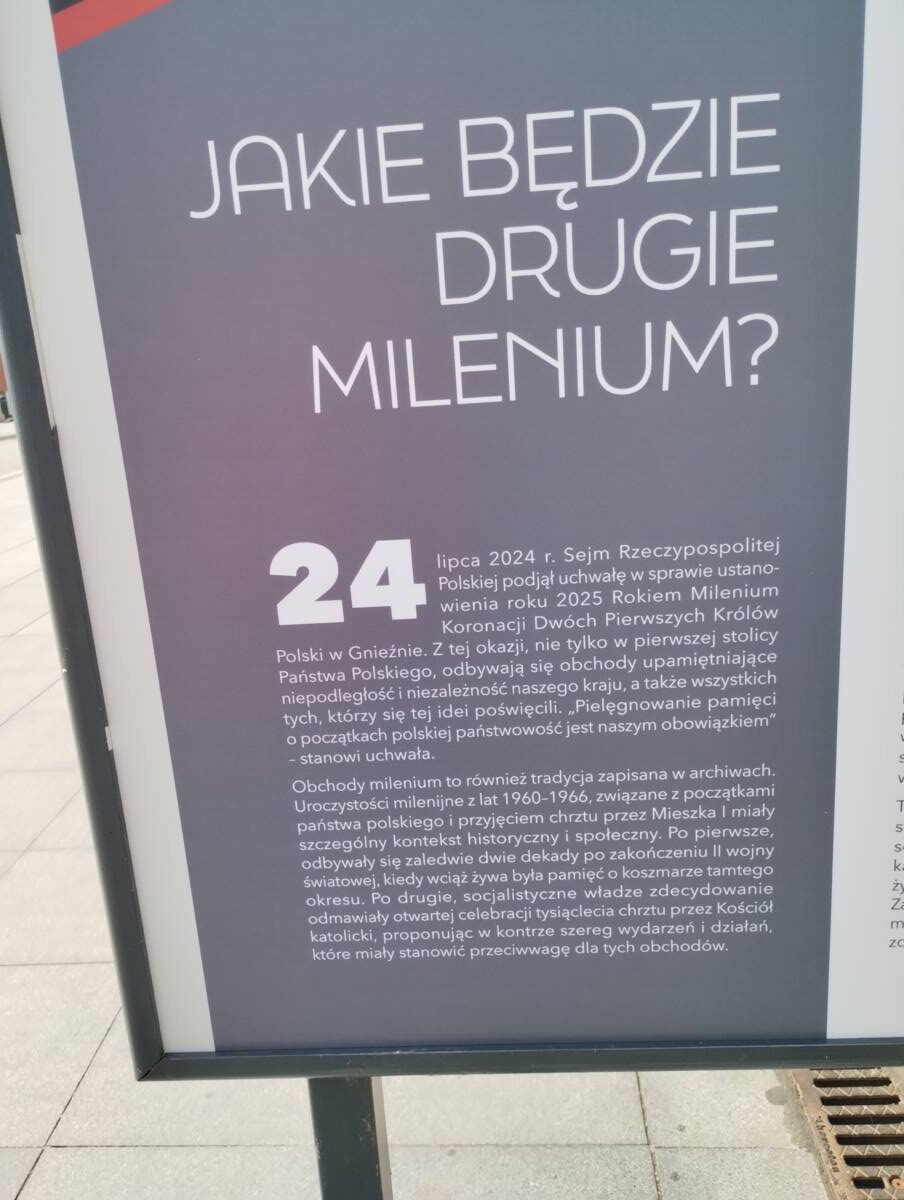 JAKIE BĘDZIE
DRUGIE
MILENIUM?
24 lipca 2024 r. Sejm Rzeczypospolitej
Polskiej podjął uchwałę w sprawie ustano-
wienia roku 2025 Rokiem Milenium
Koronacji Dwóch Pierwszych Królów
Polski w Gnieźnie. Z tej okazji, nie tylko w pierwszej stolicy
Państwa Polskiego, odbywają się obchody upamiętniające
niepodległość i niezależność naszego kraju, a także wszystkich
tych, którzy się tej idei poświęcili. „Pielęgnowanie pamięci
o początkach polskiej państwowość jest naszym obowiązkiem”
– stanowi uchwała.
Obchody milenium to również tradycja zapisana w archiwach.
Uroczystości milenijne z lat 1960–1966, związane z początkami
państwa polskiego i przyjęciem chrztu przez Mieszka I miały
szczególny kontekst historyczny i społeczny. Po pierwsze,
odbywały się zaledwie dwie dekady po zakończeniu II wojny
światowej, kiedy wciąż żywa była pamięć o koszmarze tamtego
okresu. Po drugie, socjalistyczne władze zdecydowanie
odmawiały otwartej celebracji tysiąclecia chrztu przez Kościół
katolicki, proponując w kontrze szereg wydarzeń i działań,
które miały stanowić przeciwwagę dla tych obchodów.